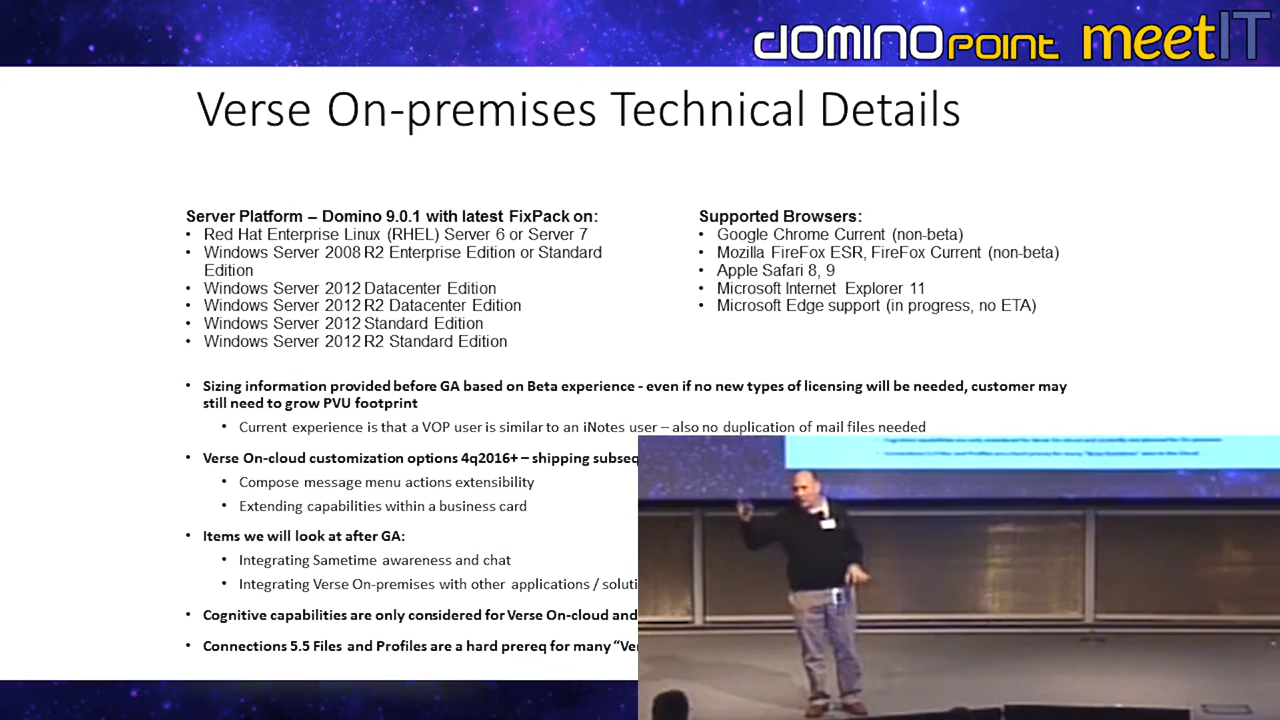 domino point meetIT
Verse On-premises Technical Details
Server Platform – Domino 9.0.1 with latest FixPack on:
• Red Hat Enterprise Linux (RHEL) Server 6 or Server 7
• Windows Server 2008 R2 Enterprise Edition or Standard
Edition
• Windows Server 2012 Datacenter Edition
• Windows Server 2012 R2 Datacenter Edition
• Windows Server 2012 Standard Edition
• Windows Server 2012 R2 Standard Edition
Supported Browsers:
• Google Chrome Current (non-beta)
• Mozilla FireFox ESR, FireFox Current (non-beta)
• Apple Safari 8, 9
• Microsoft Internet Explorer 11
• Microsoft Edge support (in progress, no ETA)
• Sizing information provided before GA based on Beta experience - even if no new types of licensing will be needed, customer may
still need to grow PVU footprint
• Current experience is that a VOP user is similar to an iNotes user – also no duplication of mail files needed
• Verse On-cloud customization options 4q2016+ – shipping subseq
• Compose message menu actions extensibility
• Extending capabilities within a business card
• Items we will look at after GA:
• Integrating Sametime awareness and chat
• Integrating Verse On-premises with other applications / soluti
• Cognitive capabilities are only considered for Verse On-cloud and
• Connections 5.5 Files and Profiles are a hard prereq for many “Ver